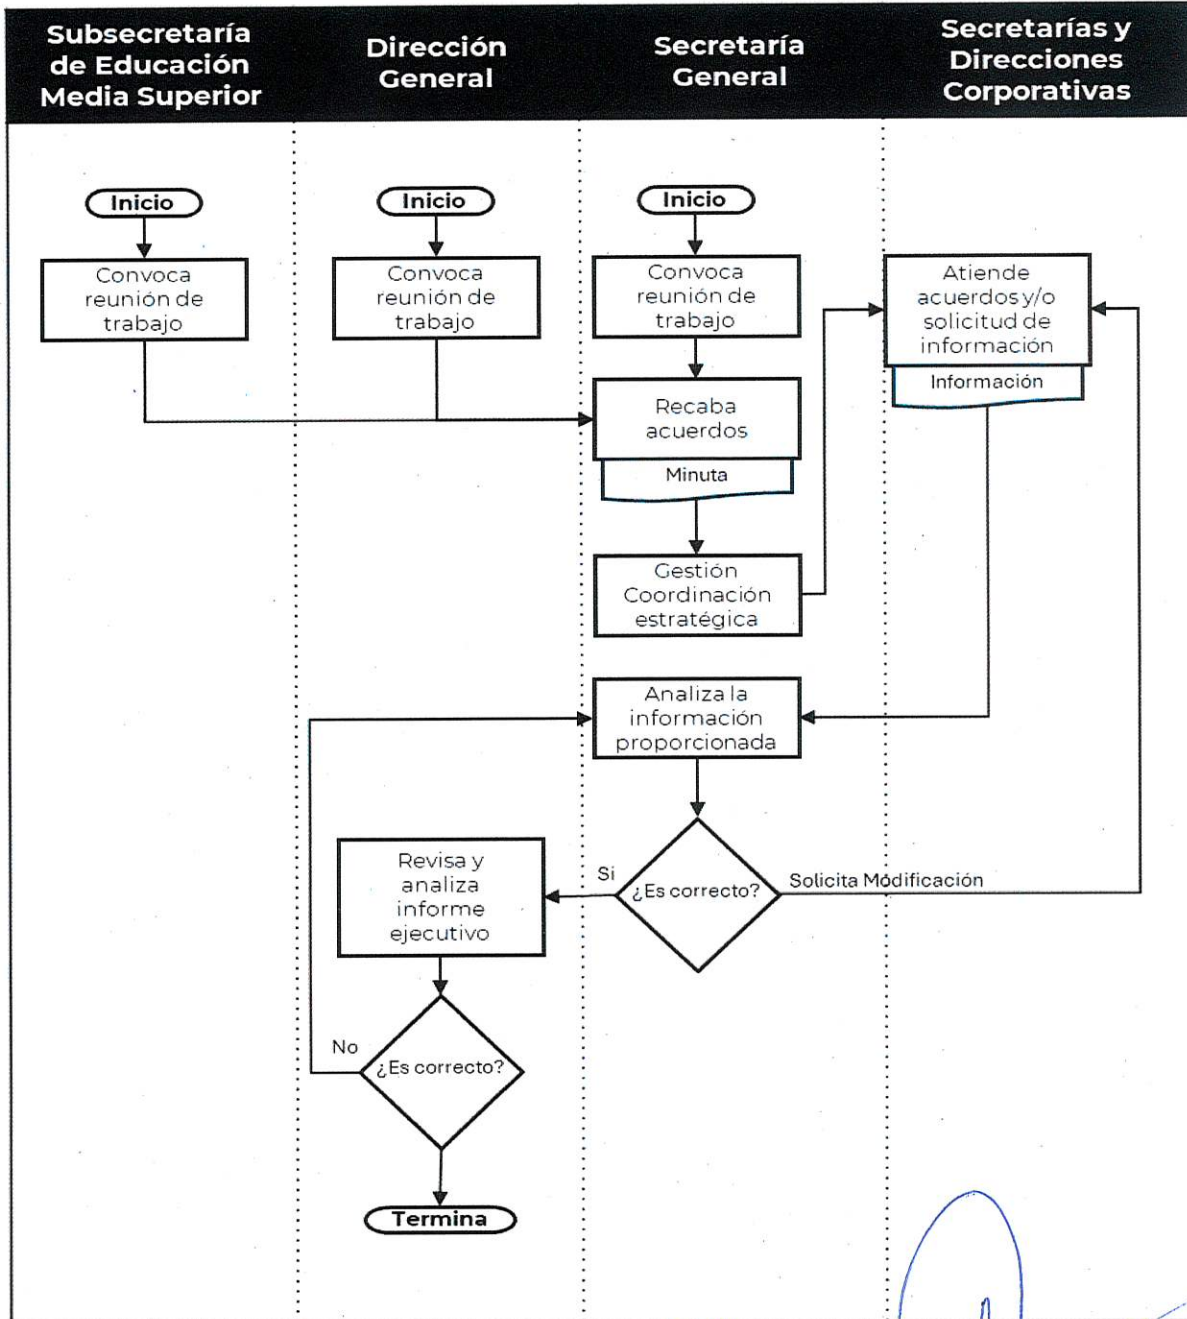 Subsecretaría
de Educación
Media Superior
Dirección
General
Secretaría
General
Secretarías y
Direcciones
Corporativas
Inicio
Inicio
Inicio
Convoca
reunión de
trabajo
Convoca
reunión de
trabajo
Convoca
reunión de
trabajo
Atiende
acuerdos y/o
solicitud de
información
Información
Recaba
acuerdos
Minuta
Gestión
Coordinación
estratégica
Analiza la
información
proporcionada
¿Es correcto?
Si
Solicita Modificación
Revisa y
analiza
informe
ejecutivo
¿Es correcto?
No
Termina